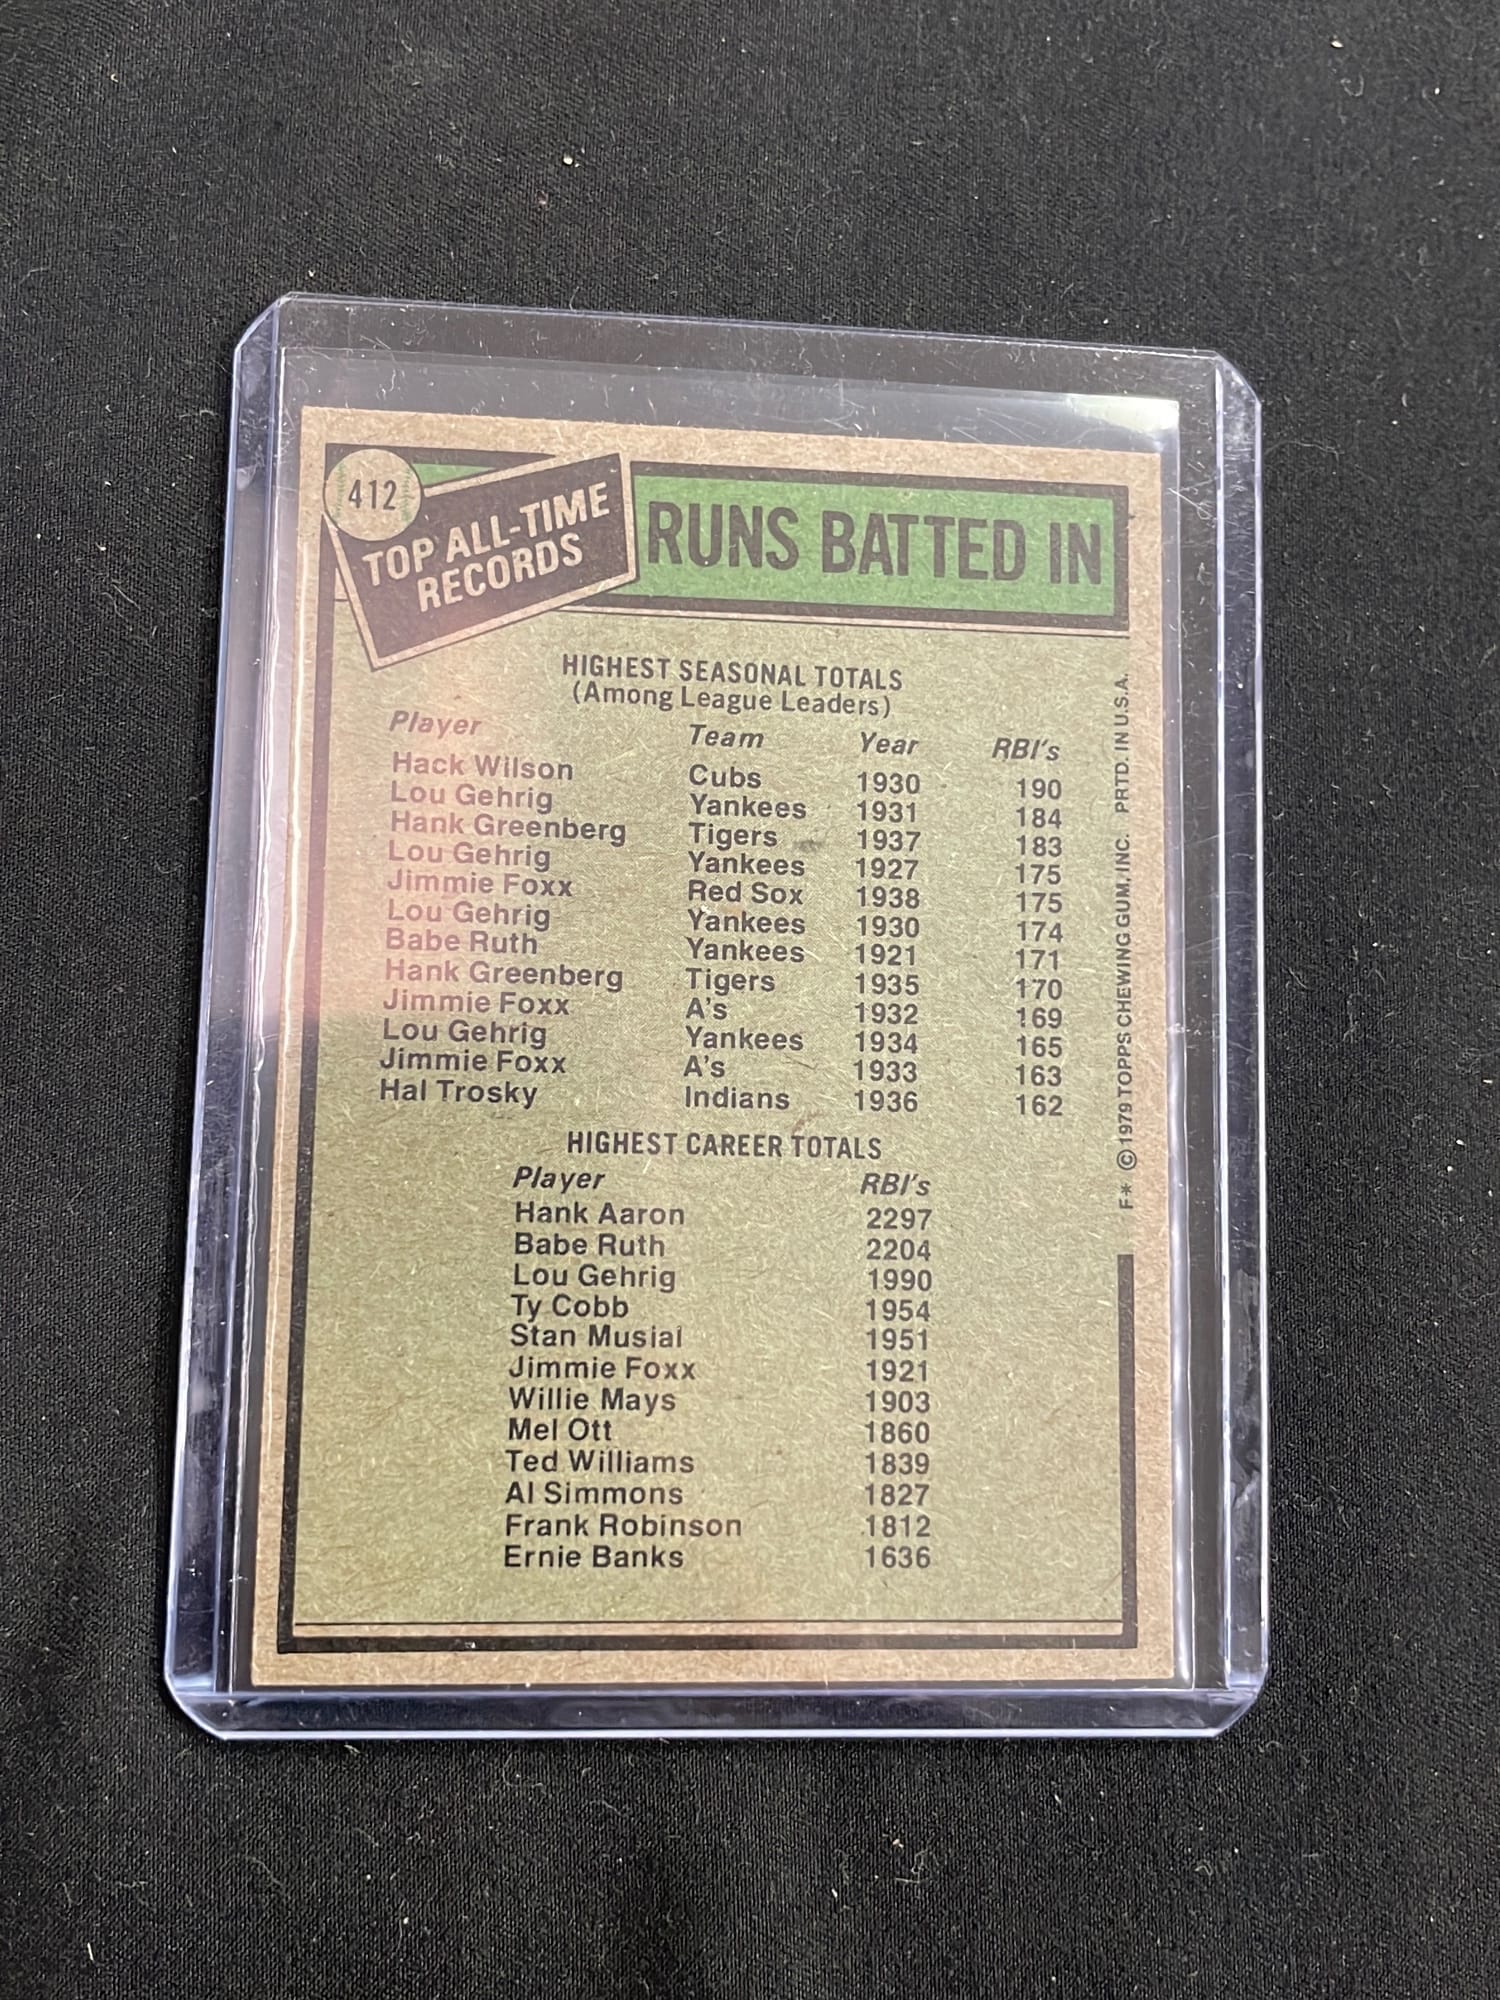 412
TOP ALL-TIME
RECORDS
RUNS BATTED IN
HIGHEST SEASONAL TOTALS
(Among League Leaders)
Player Team Year RBI's
Hack Wilson Cubs 1930 190
Lou Gehrig Yankees 1931 184
Hank Greenberg Tigers 1937 183
Lou Gehrig Yankees 1927 175
Jimmie Foxx Red Sox 1938 175
Lou Gehrig Yankees 1930 174
Babe Ruth Yankees 1921 171
Hank Greenberg Tigers 1935 170
Jimmie Foxx A's 1932 169
Lou Gehrig Yankees 1934 165
Jimmie Foxx A's 1933 163
Hal Trosky Indians 1936 162
HIGHEST CAREER TOTALS
Player RBI's
Hank Aaron 2297
Babe Ruth 2204
Lou Gehrig 1990
Ty Cobb 1954
Stan Musial 1951
Jimmie Foxx 1921
Willie Mays 1903
Mel Ott 1860
Ted Williams 1839
Al Simmons 1827
Frank Robinson 1812
Ernie Banks 1636
F* © 1979 TOPPS CHEWING GUM, INC. PRTD. IN U.S.A.